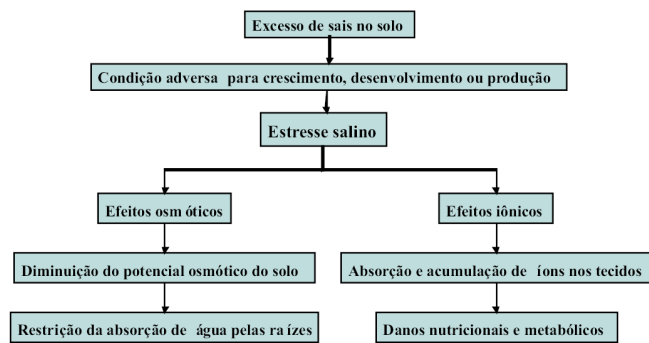 Excesso de sais no solo
Condição adversa para crescimento, desenvolvimento ou produção
Estresse salino
Efeitos osm óticos
Efeitos iônicos
Diminuição do potencial osmótico do solo
Absorção e acumulação de íons nos tecidos
Restrição da absorção de água pelas ra ízes
Danos nutricionais e metabólicos